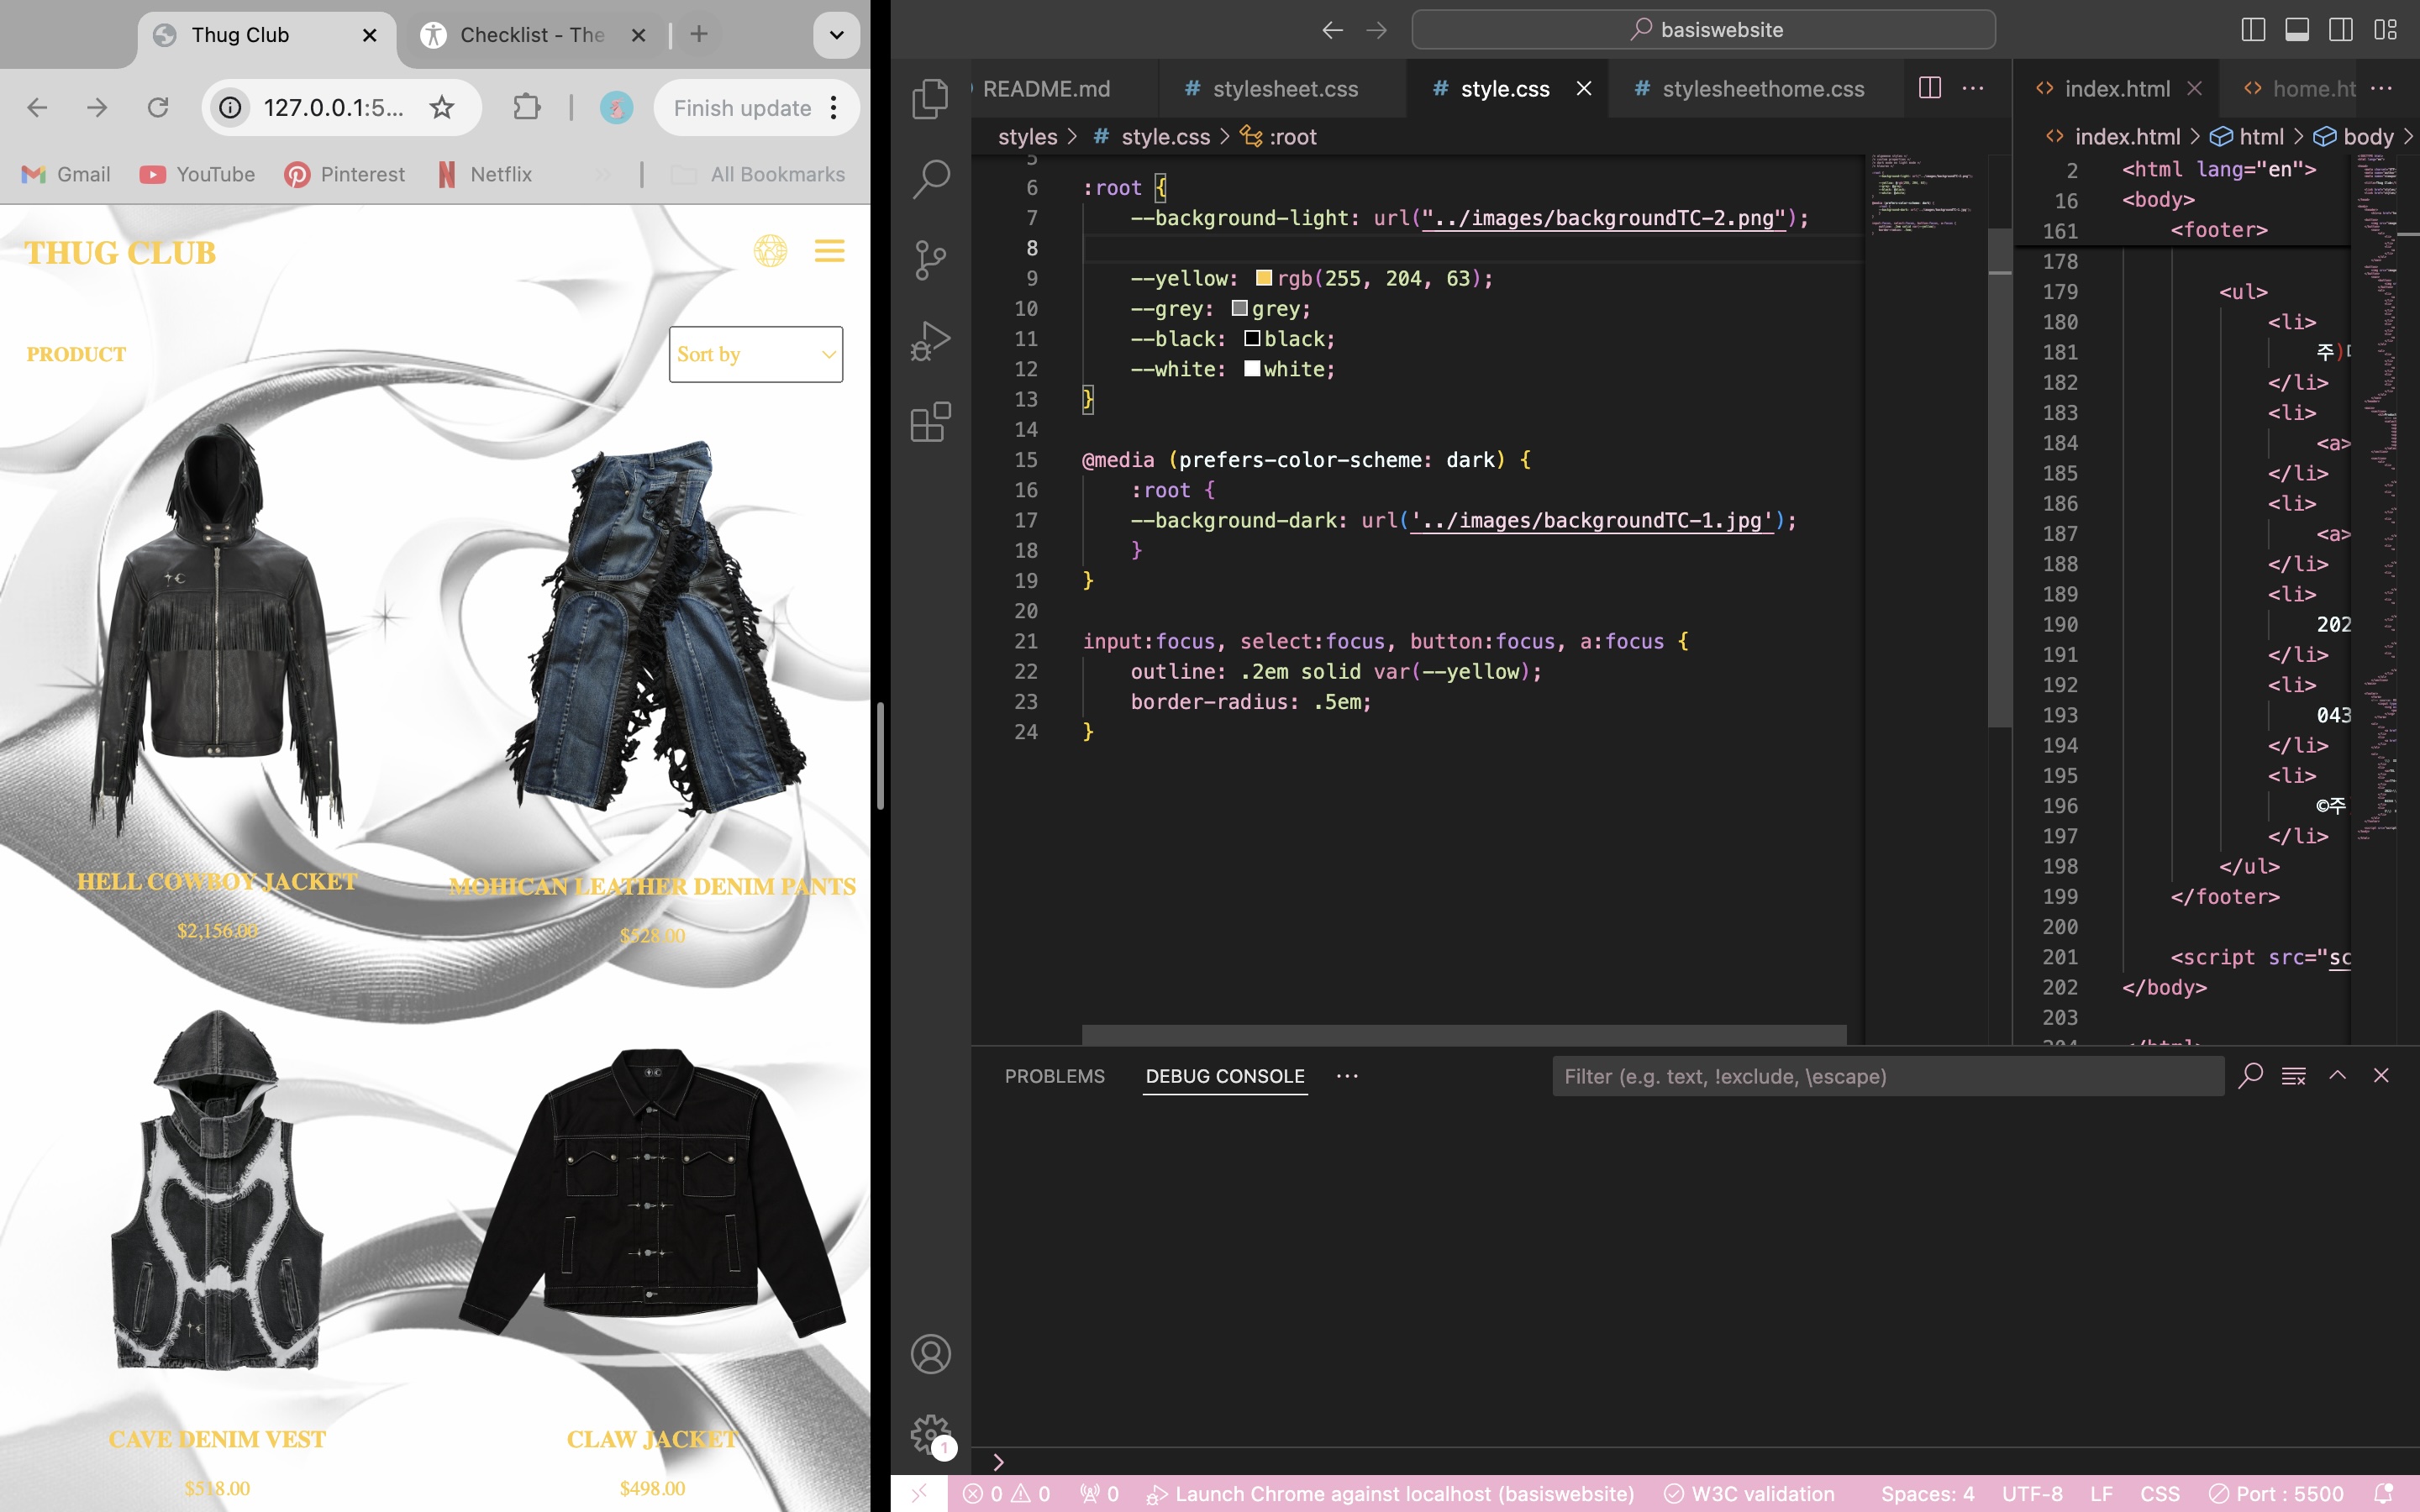 Thug Club
Checklist - The
127.0.0.1:5...
Finish update
Gmail
YouTube
Pinterest
Netflix
All Bookmarks
THUG CLUB
PRODUCT
Sort by
HELL COWBOY JACKET
$2,156.00
MOHICAN LEATHER DENIM PANTS
$528.00
CAVE DENIM VEST
$518.00
CLAW JACKET
$498.00
basiswebsite
README.md
# stylesheet.css
# style.css
# stylesheethome.css
styles > # style.css > :root
5
6 :root {
7 --background-light: url("../images/backgroundTC-2.png");
8
9 --yellow: rgb(255, 204, 63);
10 --grey: grey;
11 --black: black;
12 --white: white;
13 }
14
15 @media (prefers-color-scheme: dark) {
16 :root {
17 --background-dark: url('../images/backgroundTC-1.jpg');
18 }
19 }
20
21 input:focus, select:focus, button:focus, a:focus {
22 outline: .2em solid var(--yellow);
23 border-radius: .5em;
24 }
index.html
home.ht
index.html > html > body >
2 <html lang="en">
16 <body>
161 <footer>
178
179 <ul>
180 <li>
181 주)
182 </li>
183 <li>
184 <a>
185 </li>
186 <li>
187 <a>
188 </li>
189 <li>
190 202
191 </li>
192 <li>
193 043
194 </li>
195 <li>
196 ©주
197 </li>
198 </ul>
199 </footer>
200
201 <script src="sc
202 </body>
203
PROBLEMS
DEBUG CONSOLE
Filter (e.g. text, !exclude, \escape)
1
0 0
0
Launch Chrome against localhost (basiswebsite)
W3C validation
Spaces: 4
UTF-8
LF
CSS
Port : 5500